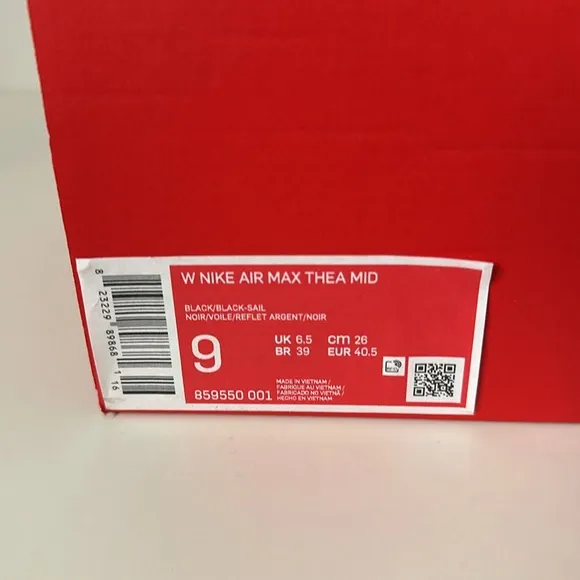 W NIKE AIR MAX THEA MID
BLACK/BLACK-SAIL
NOIR/VOILE/REFLET ARGENT/NOIR
9
UK 6.5 cm 26
BR 39 EUR 40.5
859550 001
MADE IN VIETNAM /
FABRIQUÉ AU VIETNAM /
FABRICADO NO VIETNÃ /
HECHO EN VIETNAM
8 23229 89868 1 16